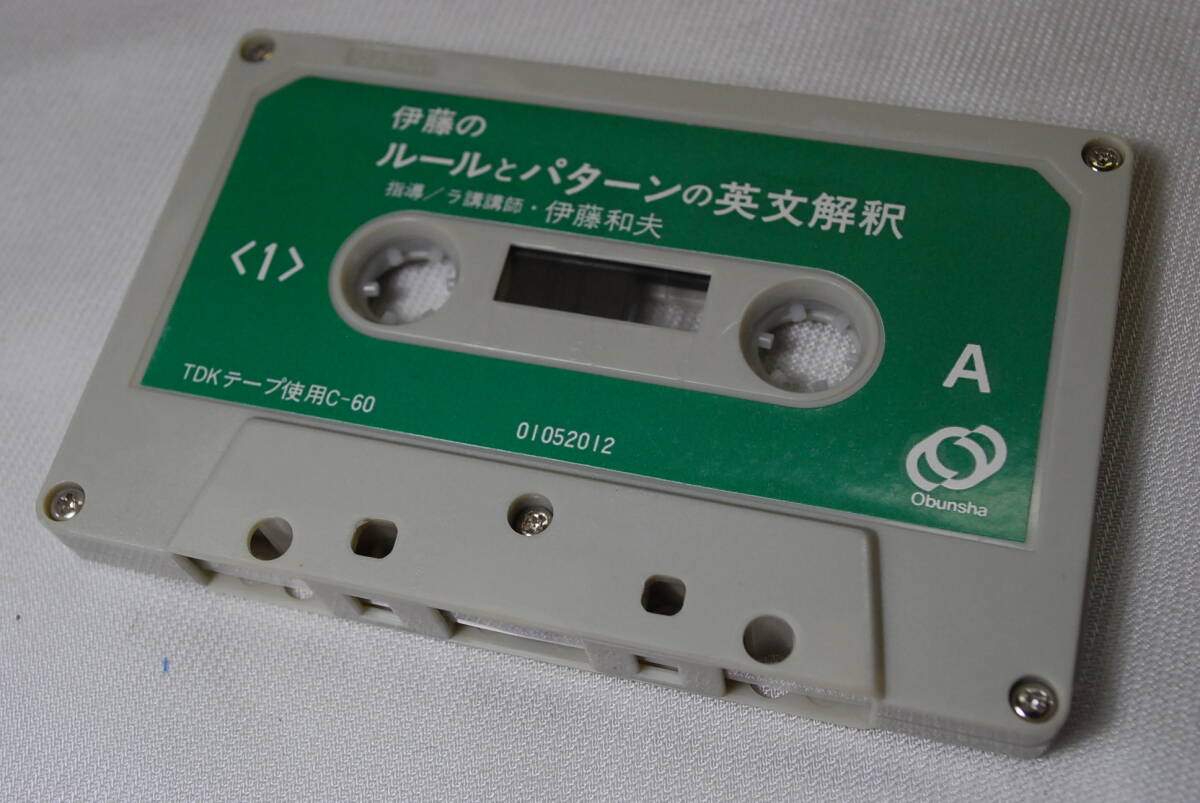 伊藤の
ルールとパターンの英文解釈
指導/ラ講講師・伊藤和夫
〈1〉
A
TDKテープ使用C-60
01052012
Obunsha